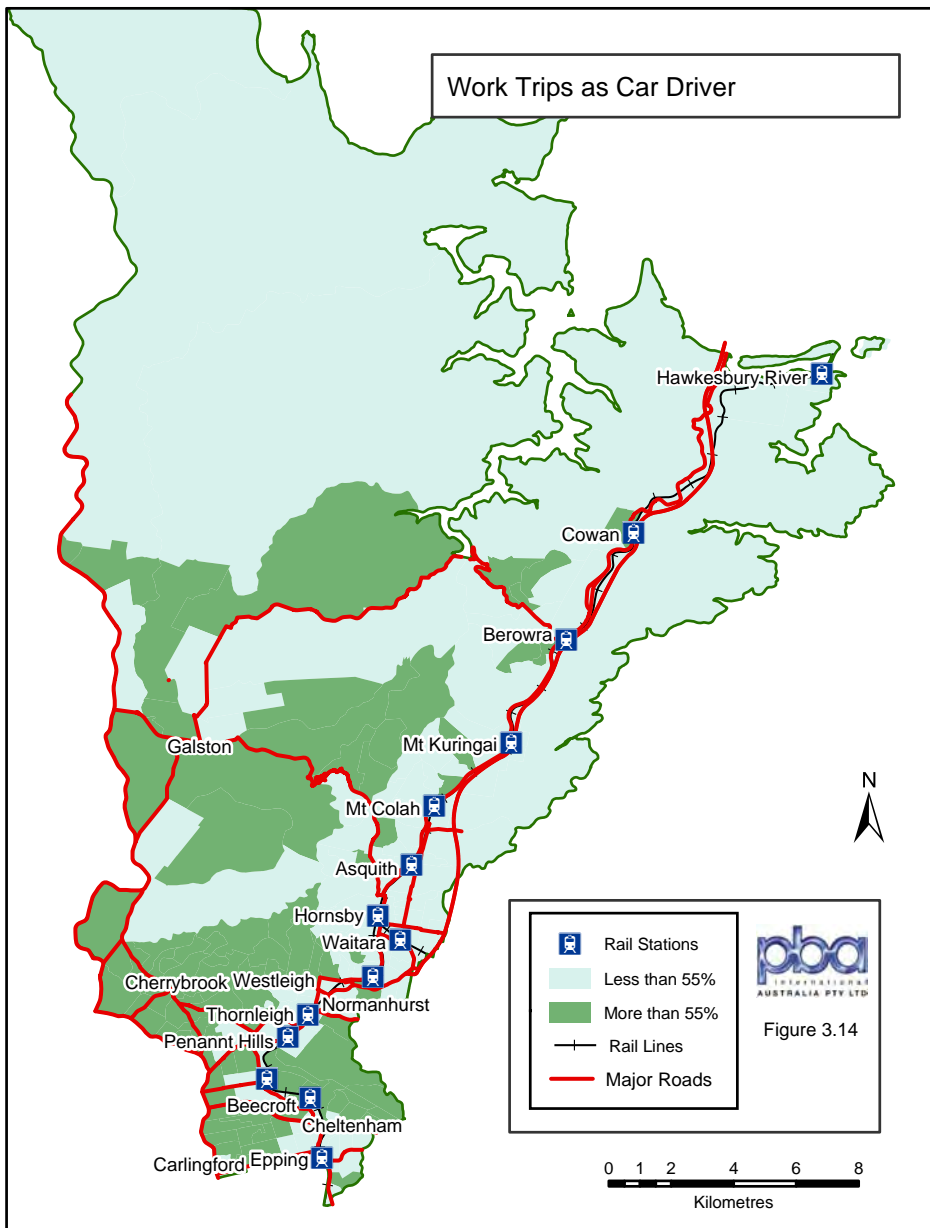 Work Trips as Car Driver
Hawkesbury River
Cowan
Berowra
Mt Kuringai
Galston
Mt Colah
N
Asquith
Hornsby
Waitara
Cherrybrook
Westleigh
Normanhurst
Thornleigh
Penannt Hills
Beecroft
Cheltenham
Carlingford
Epping
Rail Stations
Less than 55%
More than 55%
Rail Lines
Major Roads
pba
international
AUSTRALIA PTY LTD
Figure 3.14
0 1 2 4 6 8
Kilometres